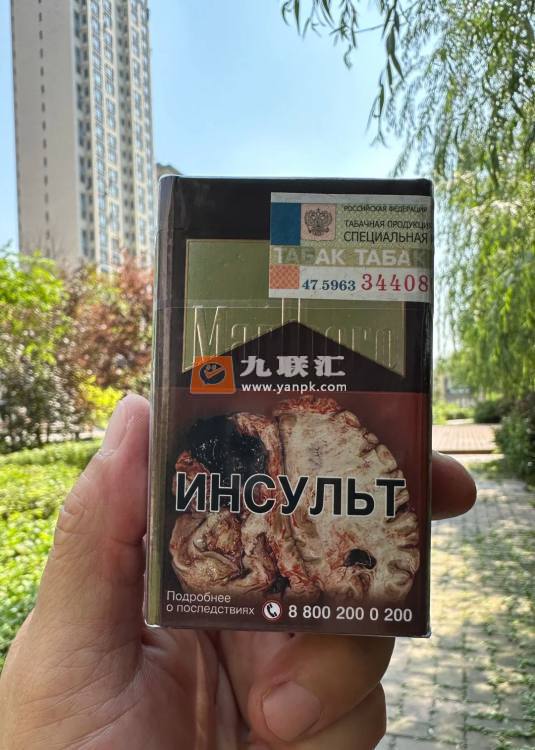 РОССИЙСКАЯ ФЕДЕРАЦИЯ
ТАБАЧНАЯ ПРОДУКЦИЯ
СПЕЦИАЛЬНАЯ
ТАБАК ТАБАК
47 5963 34408
Marlboro
九联汇
www.yanpk.com
ИНСУЛЬТ
Подробнее
о последствиях 8 800 200 0 200